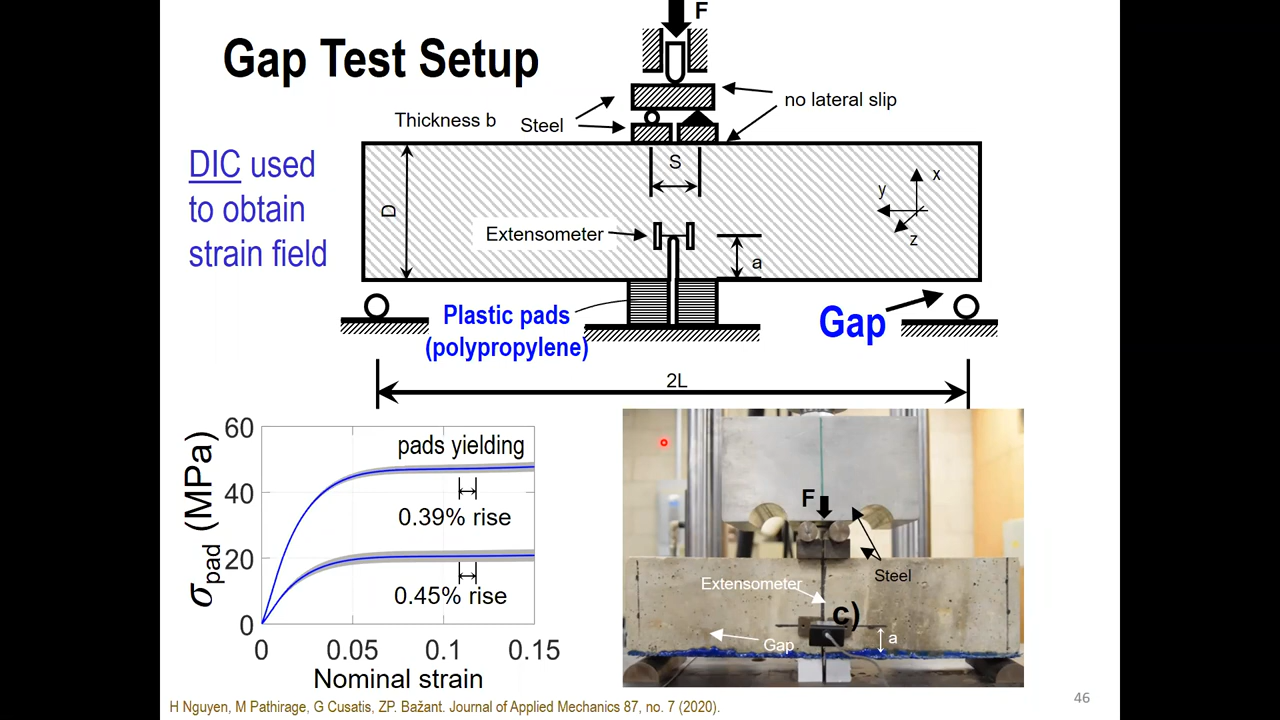 F
Gap Test Setup
no lateral slip
Thickness b
Steel
DIC used
to obtain
strain field
S
x
y
z
D
Extensometer
a
Plastic pads
(polypropylene)
Gap
2L
60
40
20
0
σpad (MPa)
pads yielding
0.39% rise
0.45% rise
0
0.05
0.10
0.15
Nominal strain
F
Steel
Extensometer
c)
Gap
a
H Nguyen, M Pathirage, G Cusatis, ZP. Bažant. Journal of Applied Mechanics 87, no. 7 (2020).
46